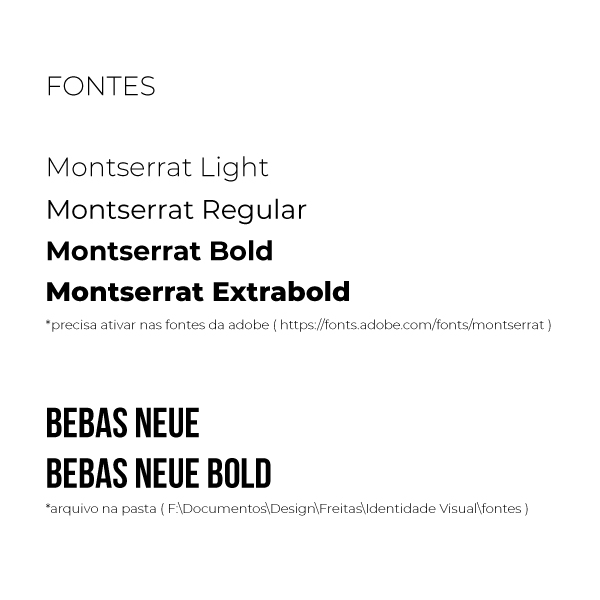 FONTES
Montserrat Light
Montserrat Regular
Montserrat Bold
Montserrat Extrabold
*precisa ativar nas fontes da adobe ( https://fonts.adobe.com/fonts/montserrat )
BEBAS NEUE
BEBAS NEUE BOLD
*arquivo na pasta ( F:\Documentos\Design\Freitas\Identidade Visual\fontes )